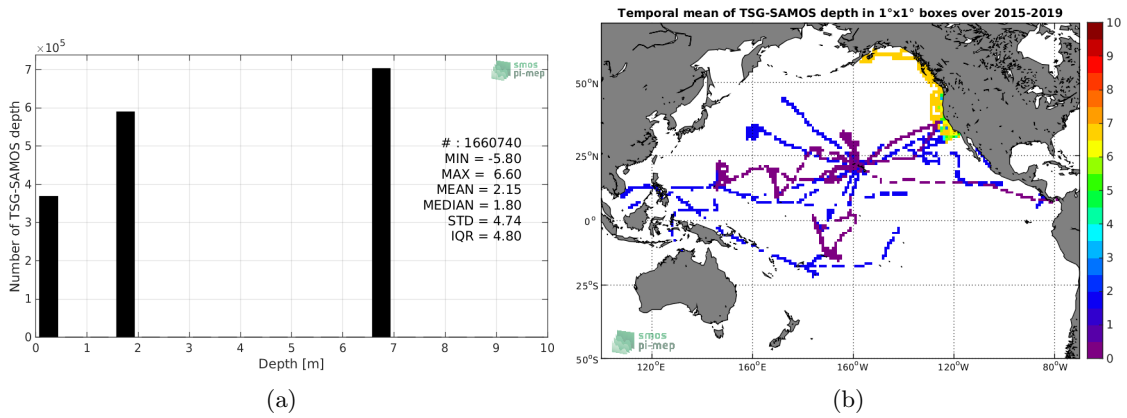 ×10⁵
7
6
5
4
3
2
1
0
Number of TSG-SAMOS depth
smos
pi-mep
# : 1660740
MIN = -5.80
MAX = 6.60
MEAN = 2.15
MEDIAN = 1.80
STD = 4.74
IQR = 4.80
0 1 2 3 4 5 6 7 8 9 10
Depth [m]
(a)
Temporal mean of TSG-SAMOS depth in 1°x1° boxes over 2015-2019
50°N
25°N
0°
25°S
50°S
smos
pi-mep
120°E 160°E 160°W 120°W 80°W
10
9
8
7
6
5
4
3
2
1
0
(b)